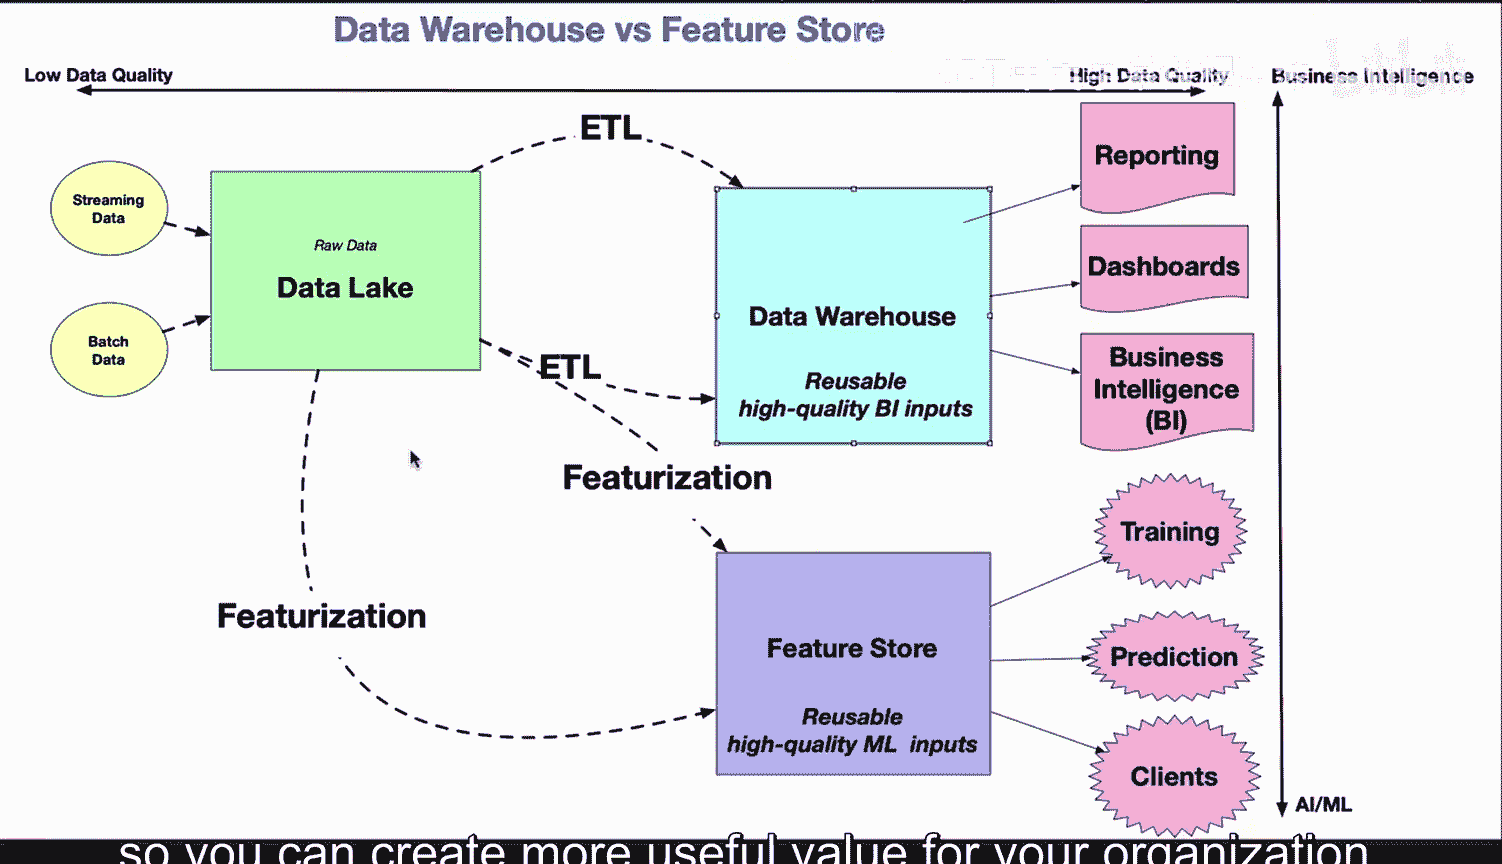 Data Warehouse vs Feature Store
Low Data Quality
High Data Quality
Business Intelligence
ETL
Reporting
Streaming
Data
Raw Data
Data Lake
Dashboards
Data Warehouse
Batch
Data
ETL
Business
Intelligence
(BI)
Reusable
high-quality BI inputs
Featurization
Training
Featurization
Feature Store
Prediction
Reusable
high-quality ML inputs
Clients
AI/ML
so you can create more useful value for your organization